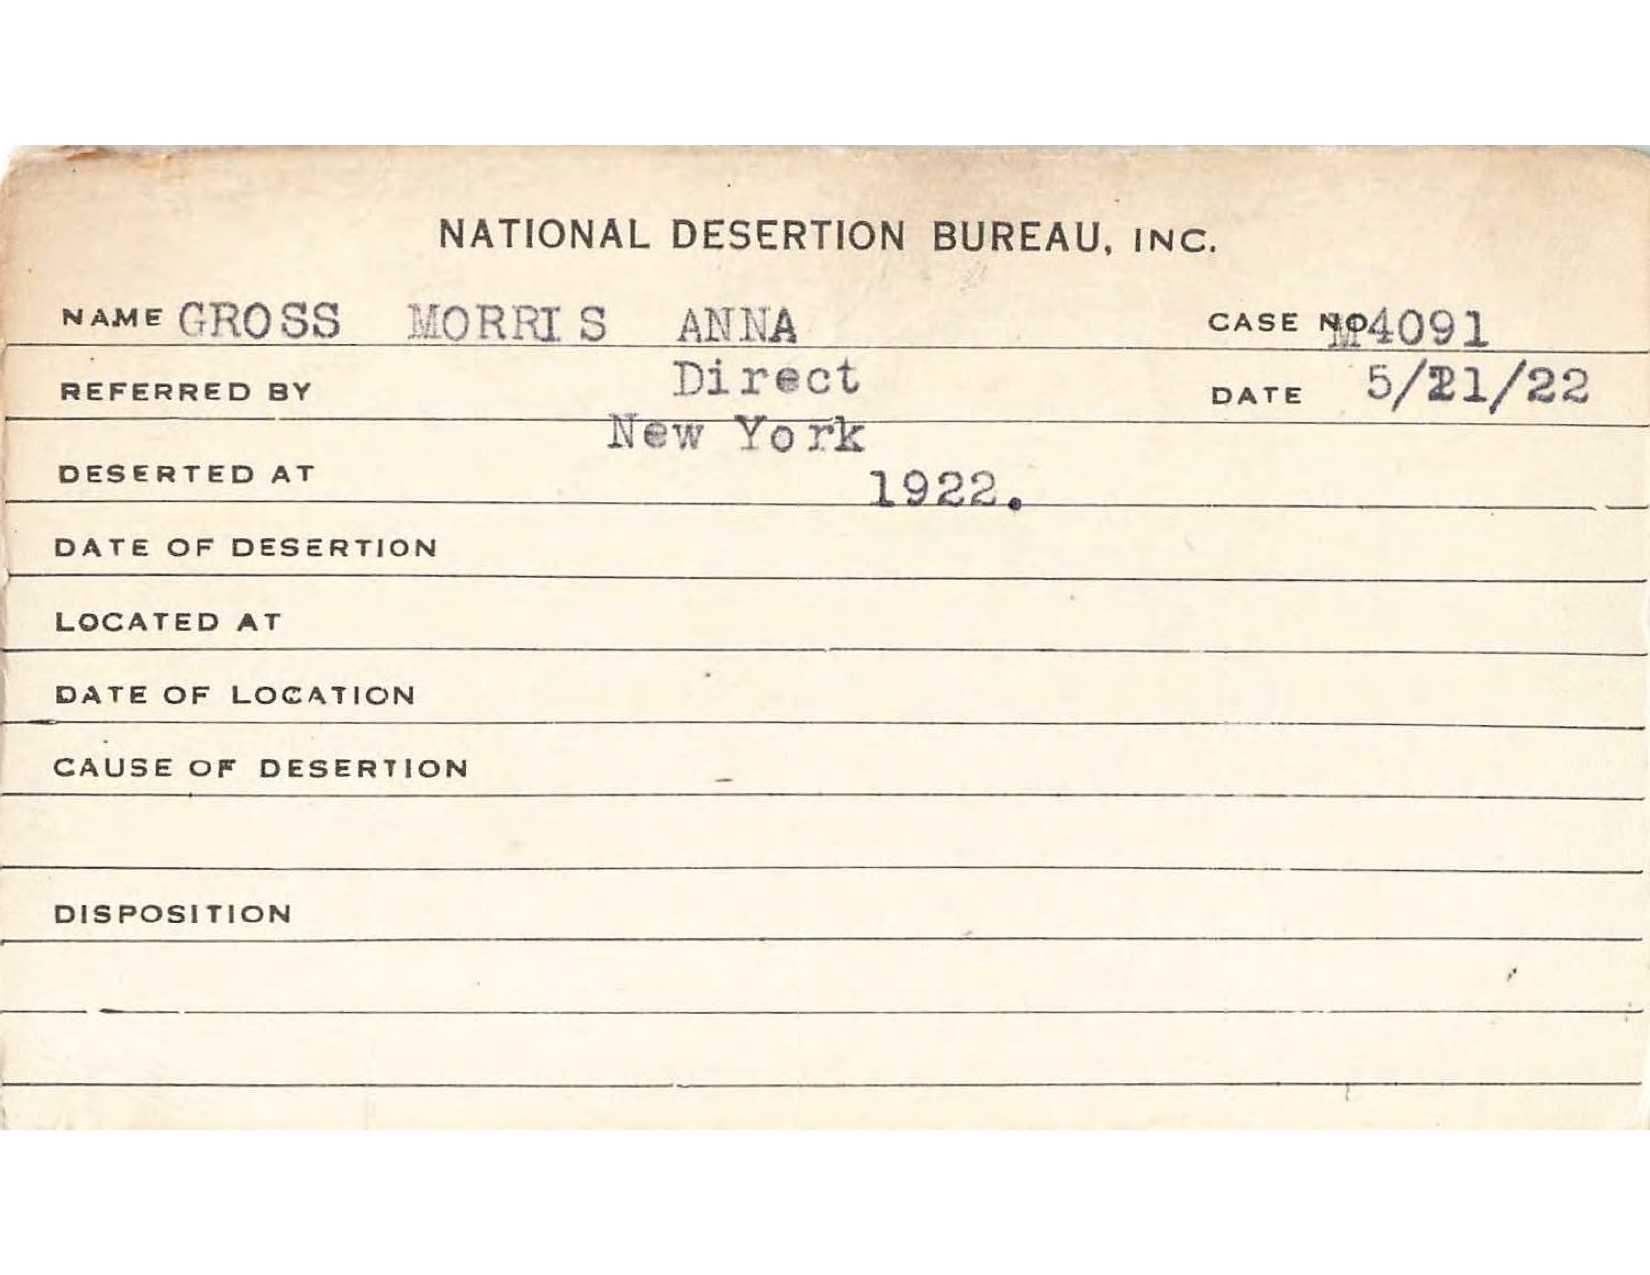 NATIONAL DESERTION BUREAU, INC.
NAME GROSS MORRIS ANNA CASE NO M4091
REFERRED BY Direct DATE 5/21/22
New York
DESERTED AT
1922.
DATE OF DESERTION
LOCATED AT
DATE OF LOCATION
CAUSE OF DESERTION
DISPOSITION